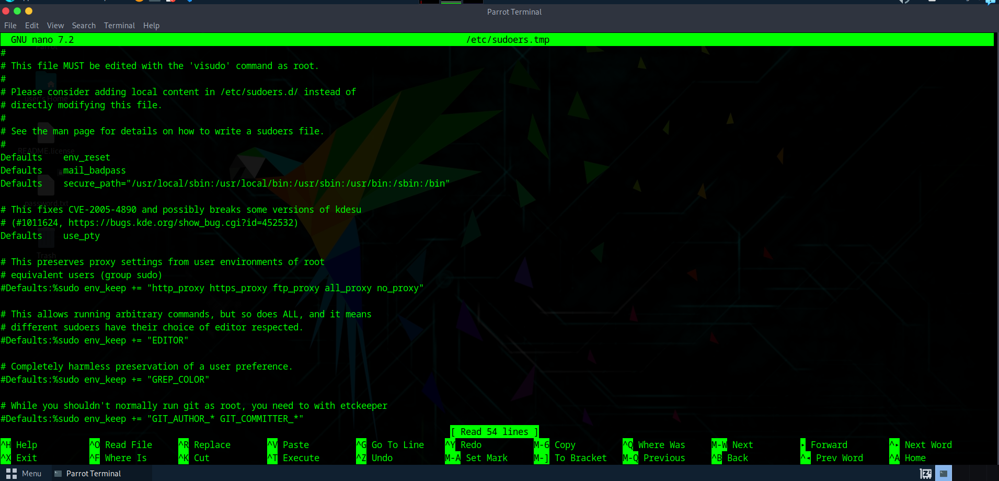 Parrot Terminal
File Edit View Search Terminal Help
GNU nano 7.2 /etc/sudoers.tmp
Parrot
#
# This file MUST be edited with the 'visudo' command as root.
#
# Please consider adding local content in /etc/sudoers.d/ instead of
user's Home
# directly modifying this file.
#
# See the man page for details on how to write a sudoers file.
#
README.license
Defaults env_reset
Defaults mail_badpass
Defaults secure_path="/usr/local/sbin:/usr/local/bin:/usr/sbin:/usr/bin:/sbin:/bin"
password.txt
# This fixes CVE-2005-4890 and possibly breaks some versions of kdesu
# (#1011624, https://bugs.kde.org/show_bug.cgi?id=452532)
Defaults use_pty
Trash
# This preserves proxy settings from user environments of root
# equivalent users (group sudo)
#Defaults:%sudo env_keep += "http_proxy https_proxy ftp_proxy all_proxy no_proxy"
# This allows running arbitrary commands, but so does ALL, and it means
# different sudoers have their choice of editor respected.
#Defaults:%sudo env_keep += "EDITOR"
# Completely harmless preservation of a user preference.
#Defaults:%sudo env_keep += "GREP_COLOR"
# While you shouldn't normally run git as root, you need to with etckeeper
#Defaults:%sudo env_keep += "GIT_AUTHOR_* GIT_COMMITTER_*"
[ Read 54 lines ]
^H Help ^O Read File ^R Replace ^V Paste ^G Go To Line ^Y Redo M-6 Copy ^Q Where Was M-W Next ▸ Forward ^▸ Next Word
^X Exit ^F Where Is ^K Cut ^T Execute ^Z Undo M-A Set Mark M-] To Bracket M-Q Previous ^B Back ^◂ Prev Word ^A Home
Menu Parrot Terminal